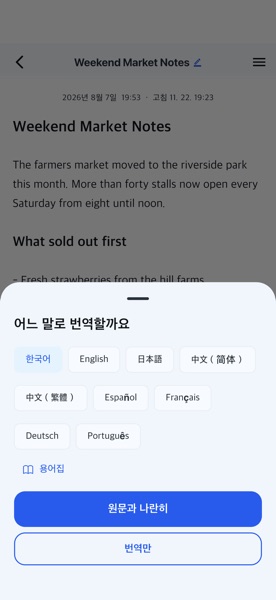 Weekend Market Notes
2026년 8월 7일 19:53 · 고침 11. 22. 19:23
Weekend Market Notes
The farmers market moved to the riverside park
this month. More than forty stalls now open every
Saturday from eight until noon.
What sold out first
- Fresh strawberries from the hill farms
어느 말로 번역할까요
한국어 English 日本語 中文 ( 简体 )
中文 ( 繁體 ) Español Français
Deutsch Português
용어집
원문과 나란히
번역만